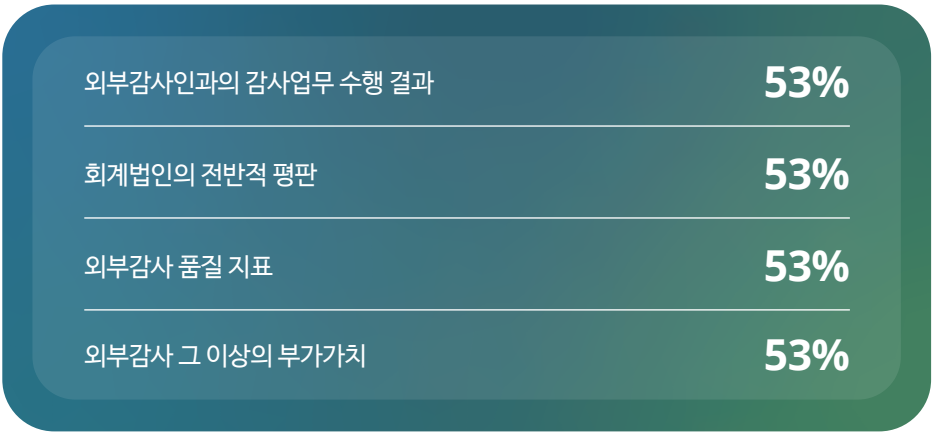 외부감사인과의 감사업무 수행 결과 53%
회계법인의 전반적 평판 53%
외부감사 품질 지표 53%
외부감사 그 이상의 부가가치 53%